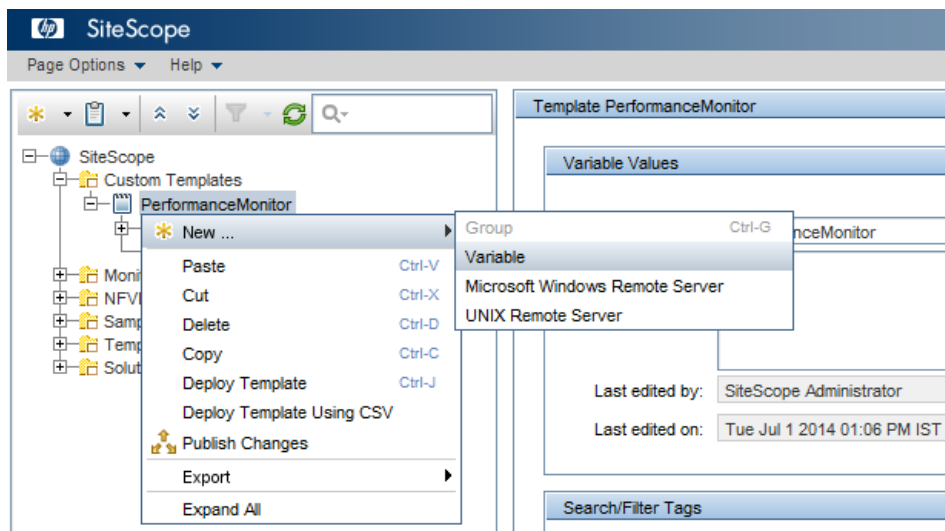 hp SiteScope
Page Options Help
Template PerformanceMonitor
SiteScope
Custom Templates
PerformanceMonitor
Moni
NFVI
Samp
Temp
Solut
New ...
Paste Ctrl-V
Cut Ctrl-X
Delete Ctrl-D
Copy Ctrl-C
Deploy Template Ctrl-J
Deploy Template Using CSV
Publish Changes
Export
Expand All
Group Ctrl-G
Variable
Microsoft Windows Remote Server
UNIX Remote Server
Variable Values
nceMonitor
Last edited by: SiteScope Administrator
Last edited on: Tue Jul 1 2014 01:06 PM IST
Search/Filter Tags